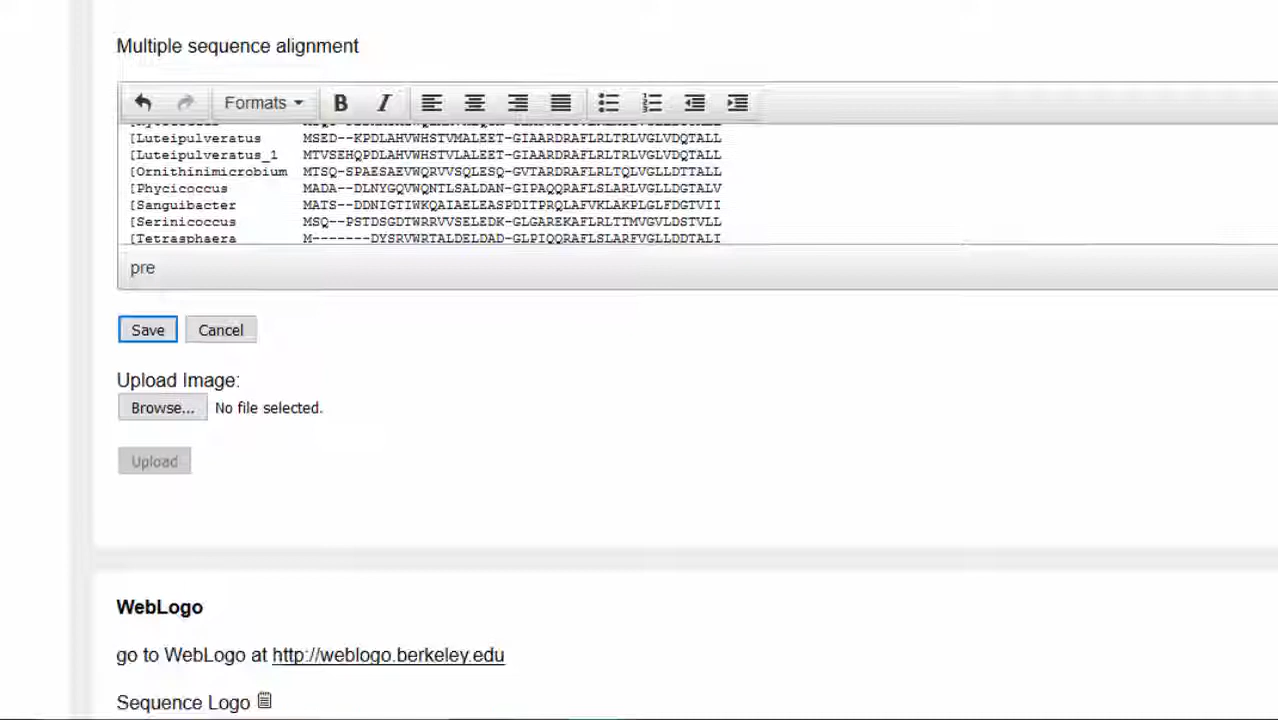 Multiple sequence alignment
Formats B I
[Luteipulveratus MSED--KPDLAHVWHSTVMALEET-GIAARDRAFLRLTRLVGLVDQTALL
[Luteipulveratus_1 MTVSEHQPDLAHVWHSTVLALEET-GIAARDRAFLRLTRLVGLVDQTALL
[Ornithinimicrobium MTSQ-SPAESAEVWQRVVSQLESQ-GVTARDRAFLRLTQLVGLLDTTALL
[Phycicoccus MADA--DLNYGQVWQNTLSALDAN-GIPAQQRAFLSLARLVGLVDGTALV
[Sanguibacter MATS--DDNIGTIWKQAIAELEASPDITPRQLAFVKLAKPLGLFDGTVII
[Serinicoccus MSQ--PSTDSGDTWRRVVSELEDK-GLGAREKAFLRLTTMVGVLDSTVLL
[Tetrasphaera M-------DYSRVWRTALDELDAD-GLPIQQRAFLSLARFVGLLDDTALI
pre
Save Cancel
Upload Image:
Browse... No file selected.
Upload
WebLogo
go to WebLogo at http://weblogo.berkeley.edu
Sequence Logo